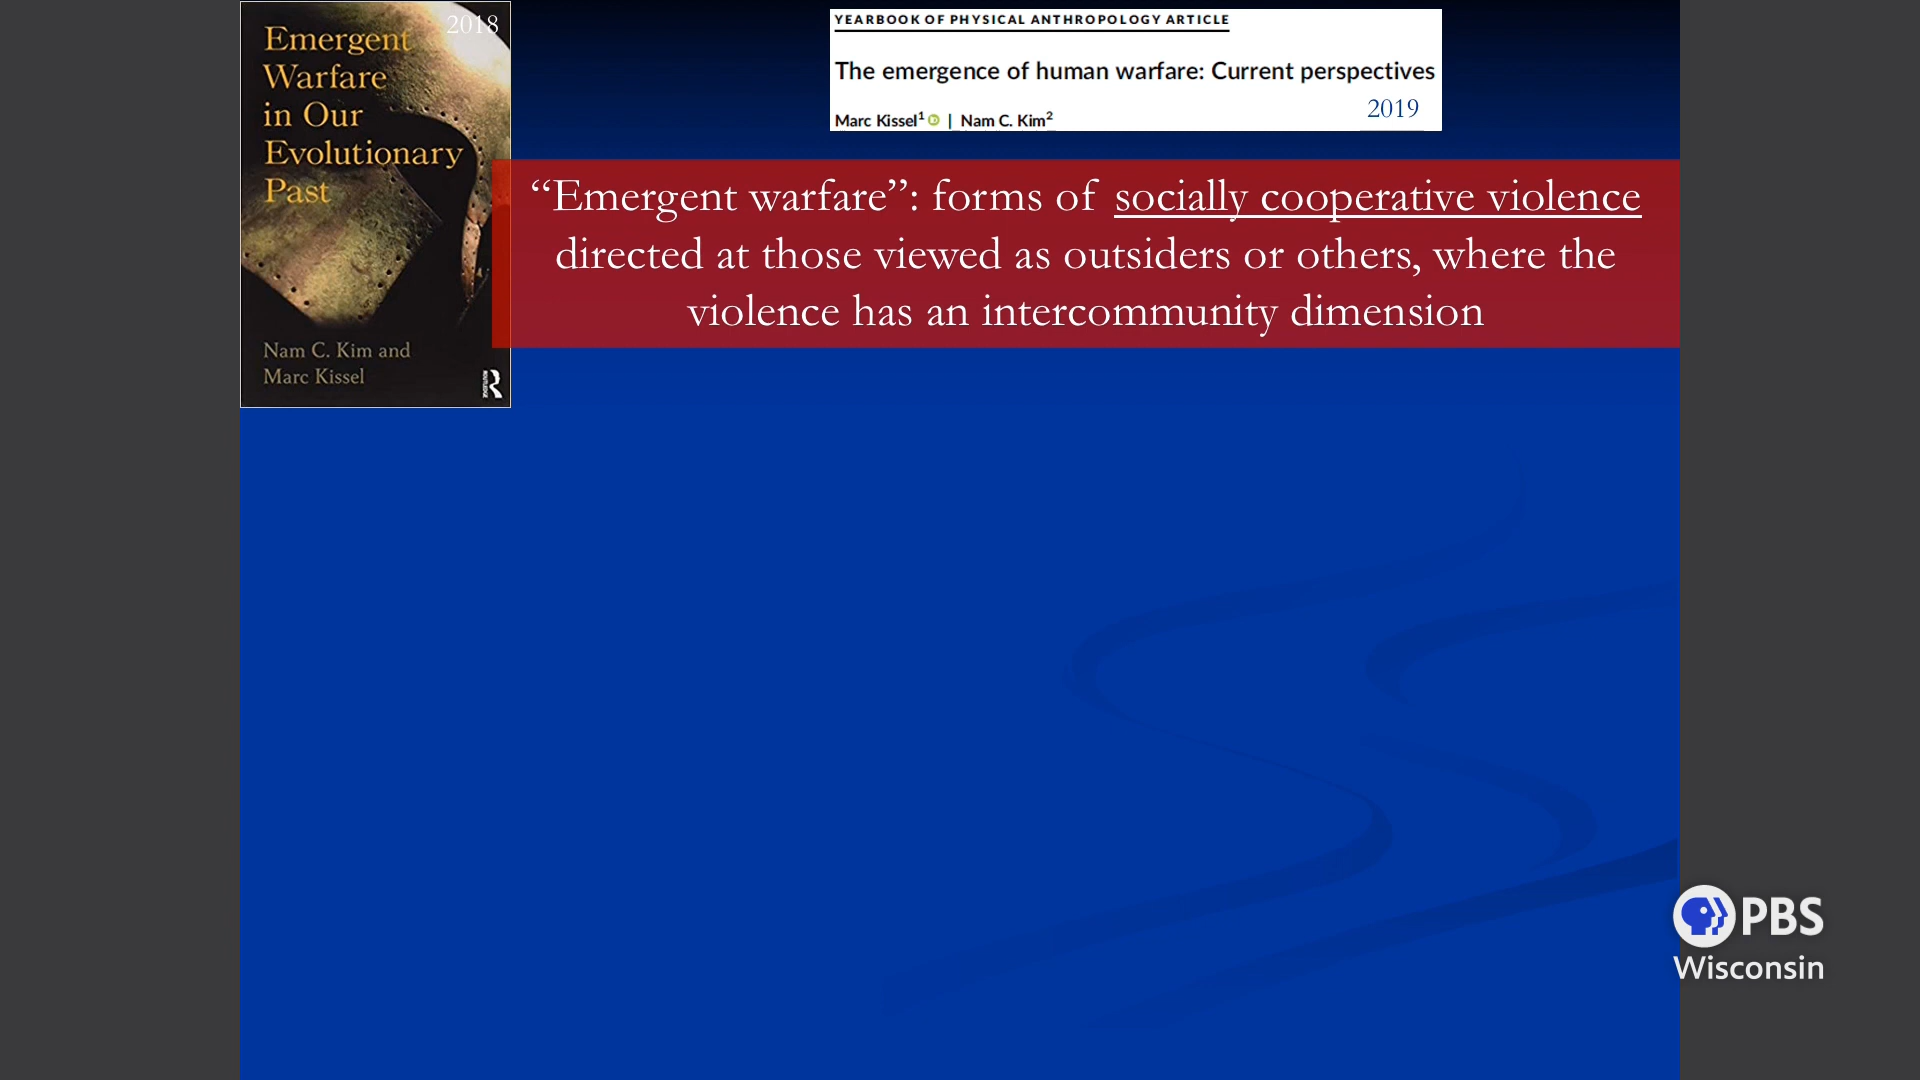 2018
Emergent
Warfare
in Our
Evolutionary
Past
Nam C. Kim and
Marc Kissel
ROUTLEDGE
YEARBOOK OF PHYSICAL ANTHROPOLOGY ARTICLE
The emergence of human warfare: Current perspectives
2019
Marc Kissel1 iD | Nam C. Kim2
“Emergent warfare”: forms of socially cooperative violence
directed at those viewed as outsiders or others, where the
violence has an intercommunity dimension
PBS
Wisconsin